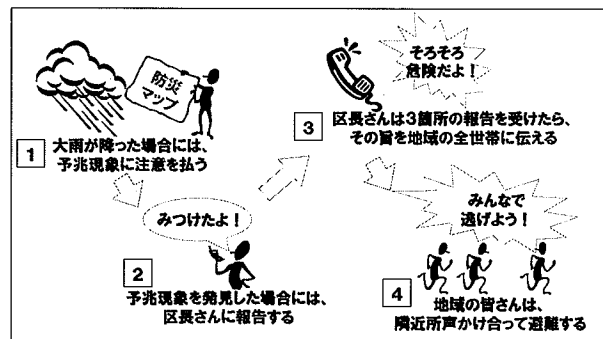 防災
マップ
1
大雨が降った場合には、
予兆現象に注意を払う
みつけたよ！
2
予兆現象を発見した場合には、
区長さんに報告する
そろそろ
危険だよ！
3
区長さんは3箇所の報告を受けたら、
その旨を地域の全世帯に伝える
みんなで
逃げよう！
4
地域の皆さんは、
隣近所声かけ合って避難する